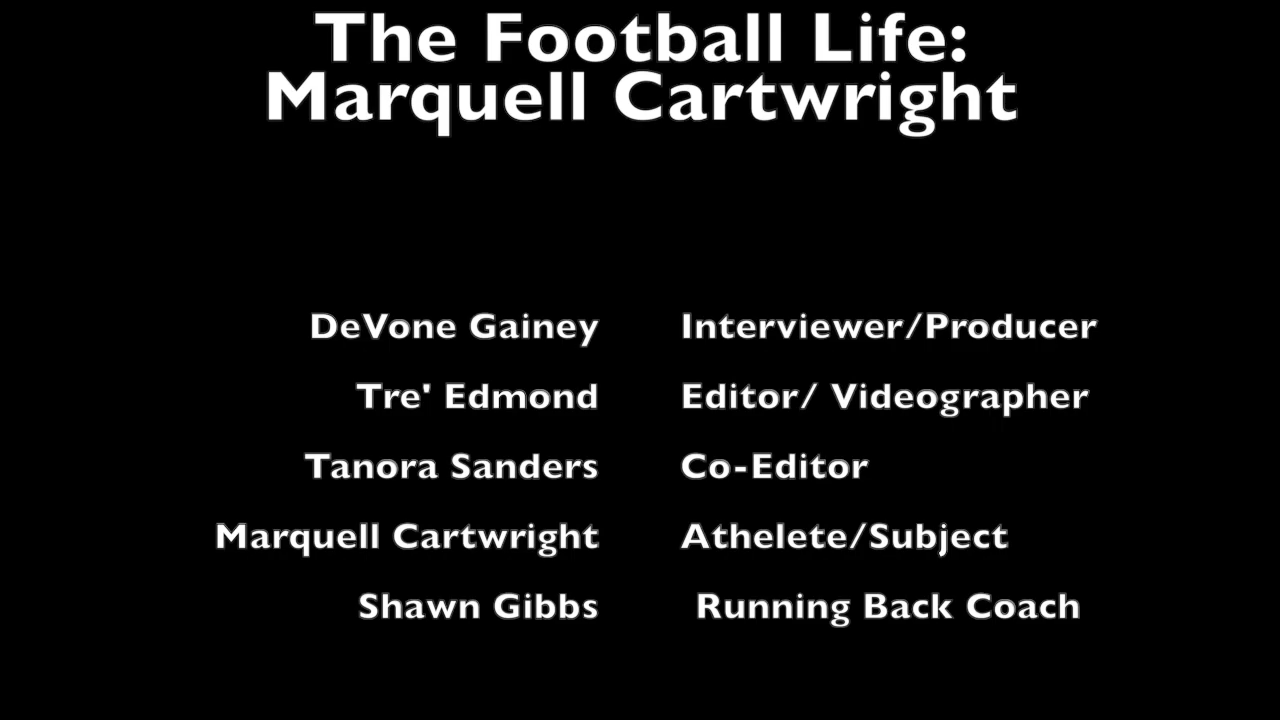 The Football Life:
Marquell Cartwright
DeVone Gainey Interviewer/Producer
Tre' Edmond Editor/ Videographer
Tanora Sanders Co-Editor
Marquell Cartwright Athelete/Subject
Shawn Gibbs Running Back Coach